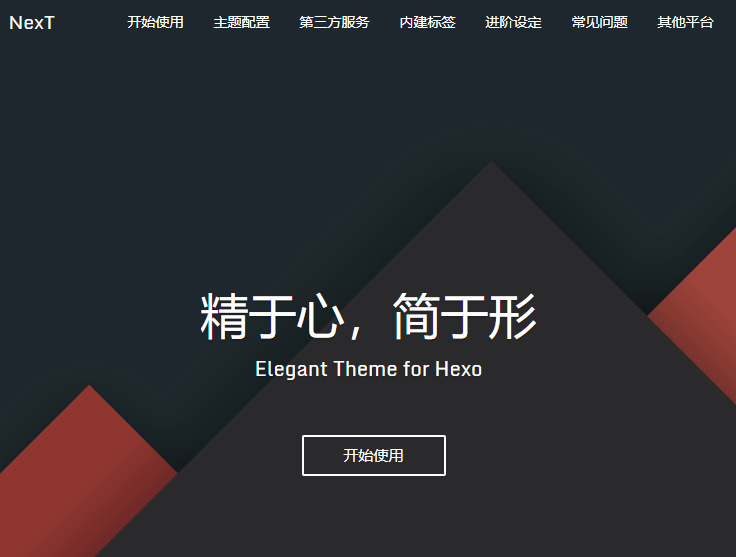 NexT 开始使用 主题配置 第三方服务 内建标签 进阶设定 常见问题 其他平台
精于心，简于形
Elegant Theme for Hexo
开始使用